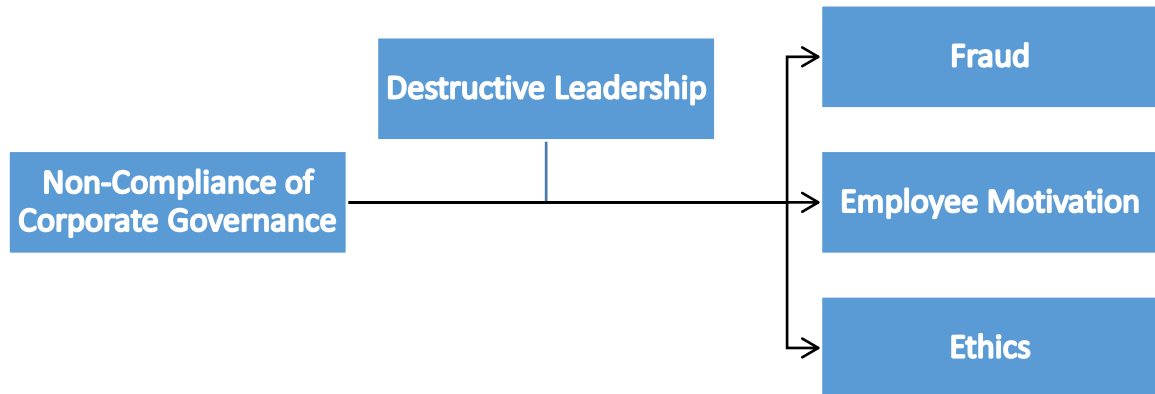 Destructive Leadership
Non-Compliance of
Corporate Governance
Fraud
Employee Motivation
Ethics